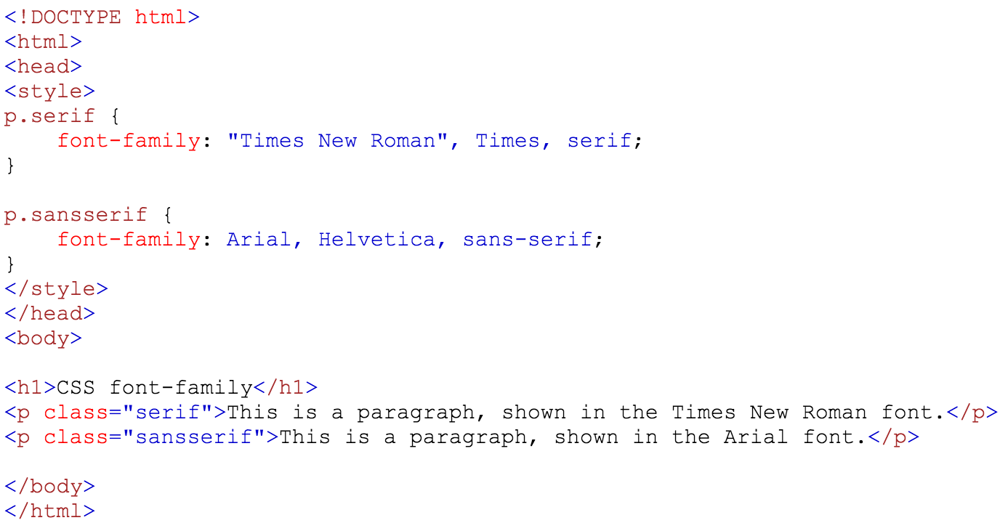 <!DOCTYPE html>
<html>
<head>
<style>
p.serif {
    font-family: "Times New Roman", Times, serif;
}

p.sansserif {
    font-family: Arial, Helvetica, sans-serif;
}
</style>
</head>
<body>

<h1>CSS font-family</h1>
<p class="serif">This is a paragraph, shown in the Times New Roman font.</p>
<p class="sansserif">This is a paragraph, shown in the Arial font.</p>

</body>
</html>